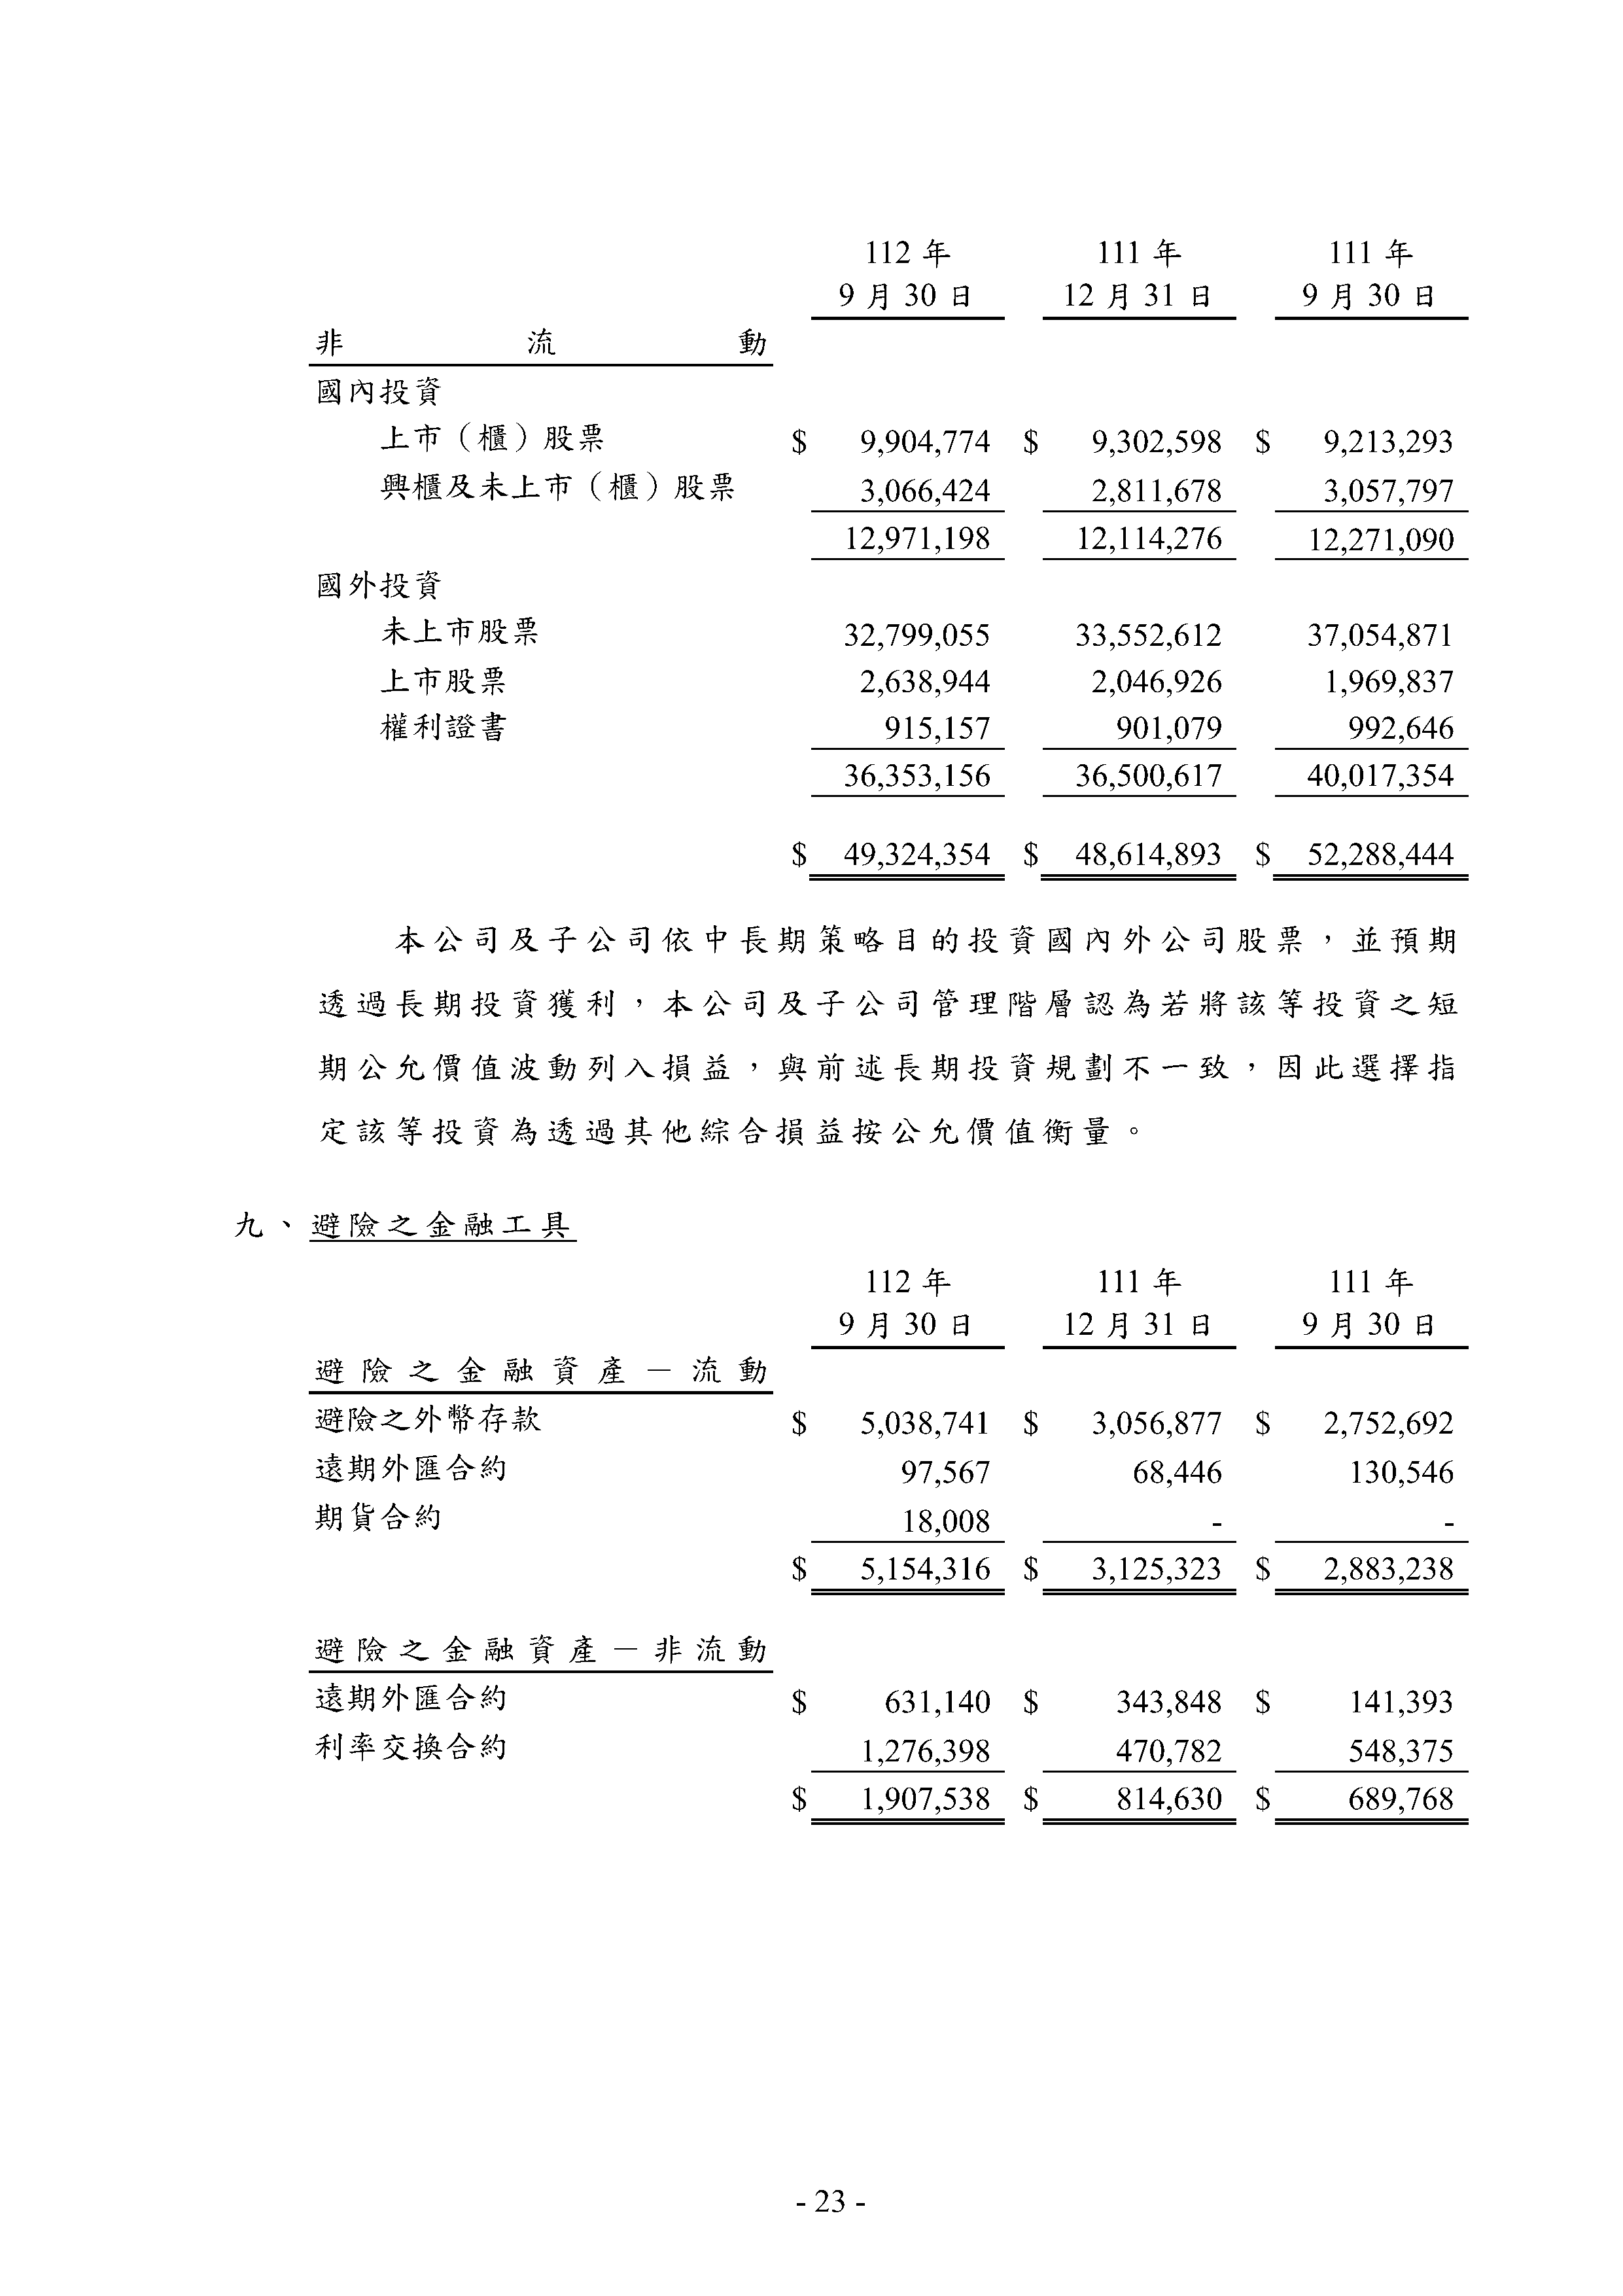 112 年 111 年 111 年
9 月 30 日 12 月 31 日 9 月 30 日
非流動
國內投資
上市（櫃）股票 $ 9,904,774 $ 9,302,598 $ 9,213,293
興櫃及未上市（櫃）股票 3,066,424 2,811,678 3,057,797
12,971,198 12,114,276 12,271,090
國外投資
未上市股票 32,799,055 33,552,612 37,054,871
上市股票 2,638,944 2,046,926 1,969,837
權利證書 915,157 901,079 992,646
36,353,156 36,500,617 40,017,354
$ 49,324,354 $ 48,614,893 $ 52,288,444
本公司及子公司依中長期策略目的投資國內外公司股票，並預期
透過長期投資獲利，本公司及子公司管理階層認為若將該等投資之短
期公允價值波動列入損益，與前述長期投資規劃不一致，因此選擇指
定該等投資為透過其他綜合損益按公允價值衡量。
九、避險之金融工具
112 年 111 年 111 年
9 月 30 日 12 月 31 日 9 月 30 日
避險之金融資產－流動
避險之外幣存款 $ 5,038,741 $ 3,056,877 $ 2,752,692
遠期外匯合約 97,567 68,446 130,546
期貨合約 18,008 - -
$ 5,154,316 $ 3,125,323 $ 2,883,238
避險之金融資產－非流動
遠期外匯合約 $ 631,140 $ 343,848 $ 141,393
利率交換合約 1,276,398 470,782 548,375
$ 1,907,538 $ 814,630 $ 689,768
- 23 -